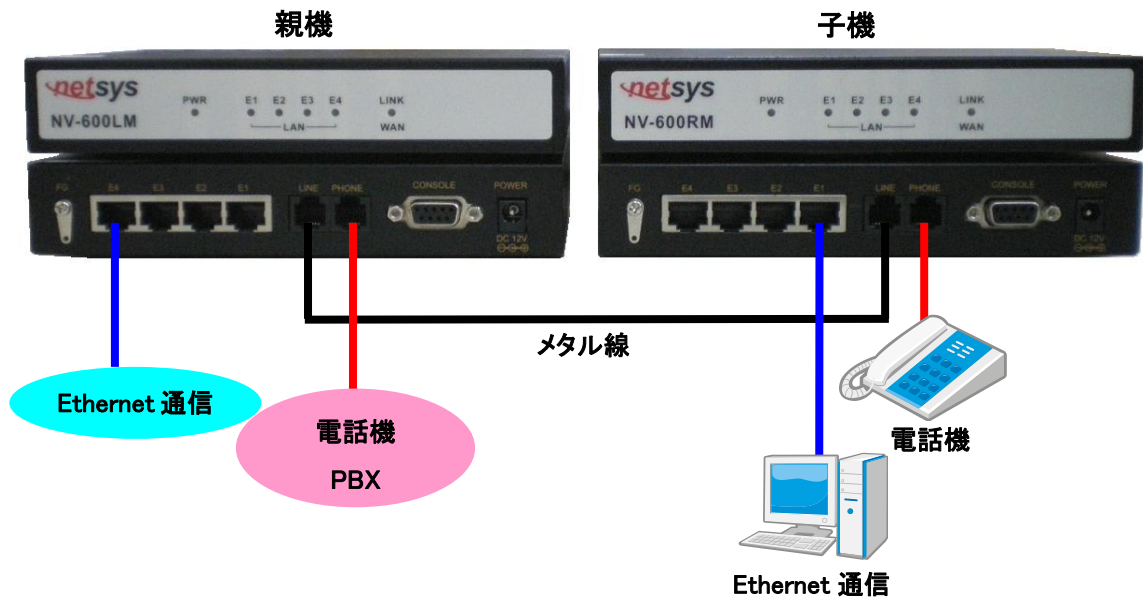 親機
子機
netsys
PWR
E1 E2 E3 E4
LINK
NV-600LM
LAN
WAN
netsys
PWR
E1 E2 E3 E4
LINK
NV-600RM
LAN
WAN
FG
E4 E3 E2 E1
LINE PHONE
CONSOLE
POWER
DC 12V
FG
E4 E3 E2 E1
LINE PHONE
CONSOLE
POWER
DC 12V
メタル線
Ethernet 通信
電話機
PBX
電話機
Ethernet 通信